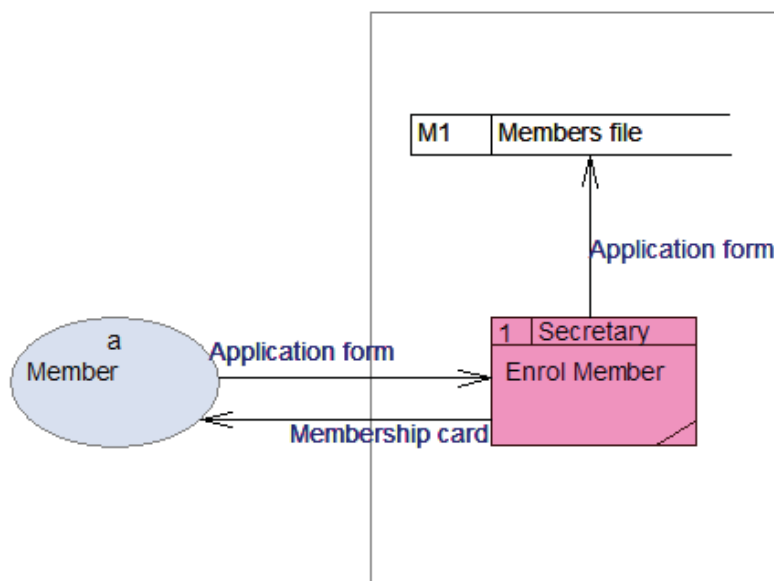 M1 Members file
Application form
a
Member
Application form
1 Secretary
Enrol Member
Membership card